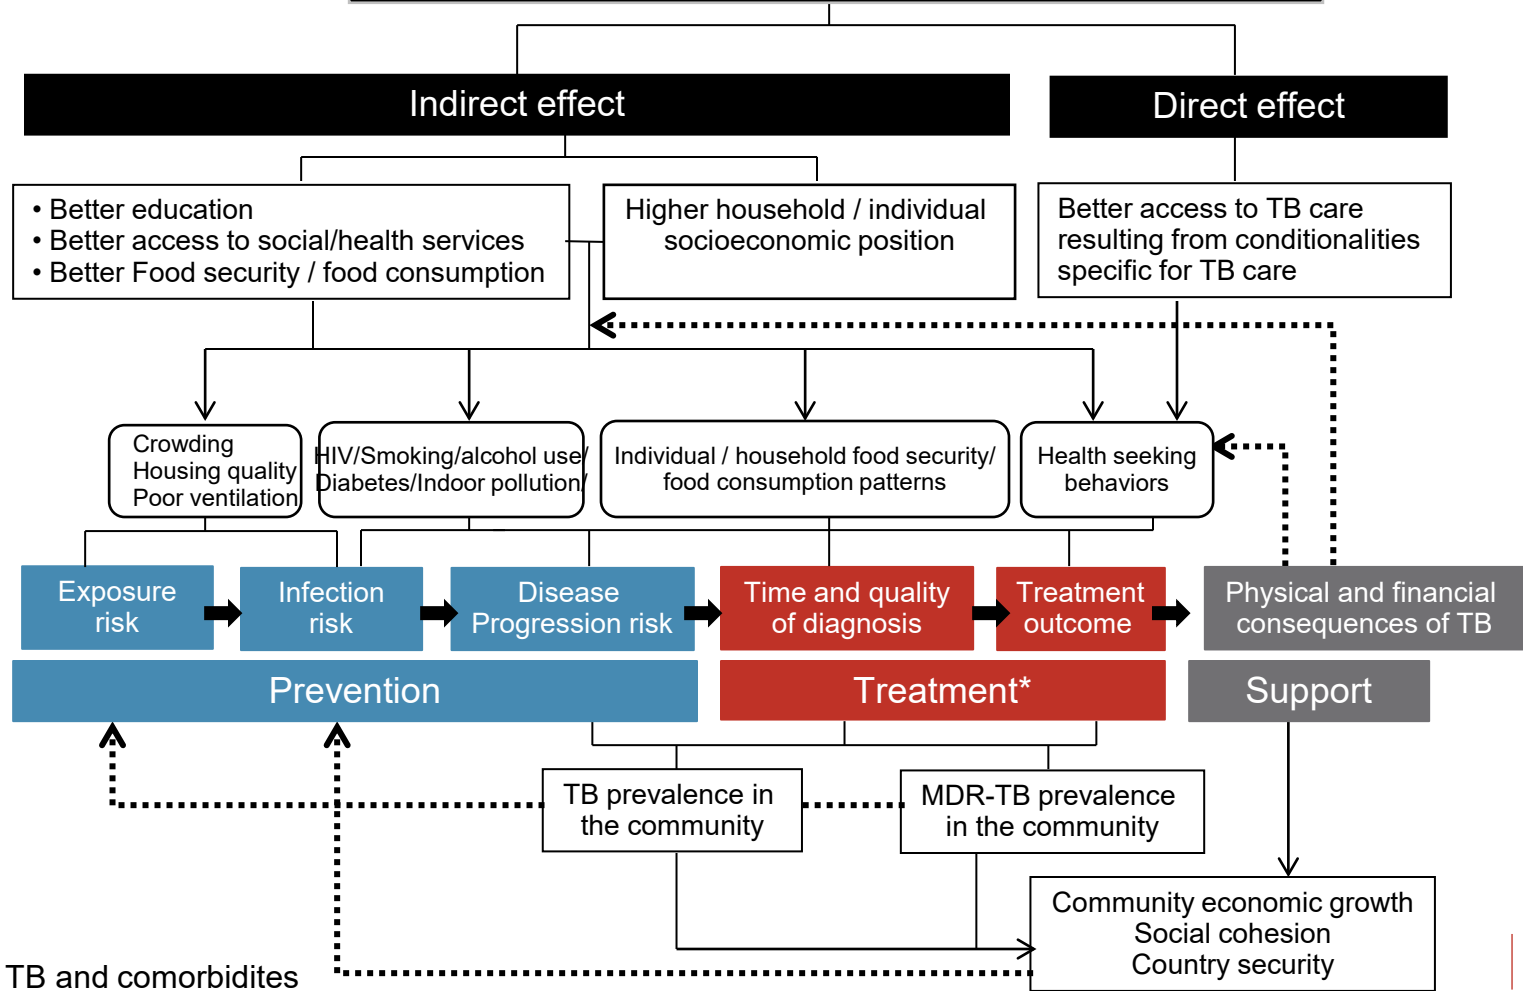 Indirect effect
Direct effect
• Better education
• Better access to social/health services
• Better Food security / food consumption
Higher household / individual
socioeconomic position
Better access to TB care
resulting from conditionalities
specific for TB care
Crowding
Housing quality
Poor ventilation
HIV/Smoking/alcohol use/
Diabetes/Indoor pollution/
Individual / household food security/
food consumption patterns
Health seeking
behaviors
Exposure
risk
Infection
risk
Disease
Progression risk
Time and quality
of diagnosis
Treatment
outcome
Physical and financial
consequences of TB
Prevention
Treatment*
Support
TB prevalence in
the community
MDR-TB prevalence
in the community
Community economic growth
Social cohesion
Country security
TB and comorbidites